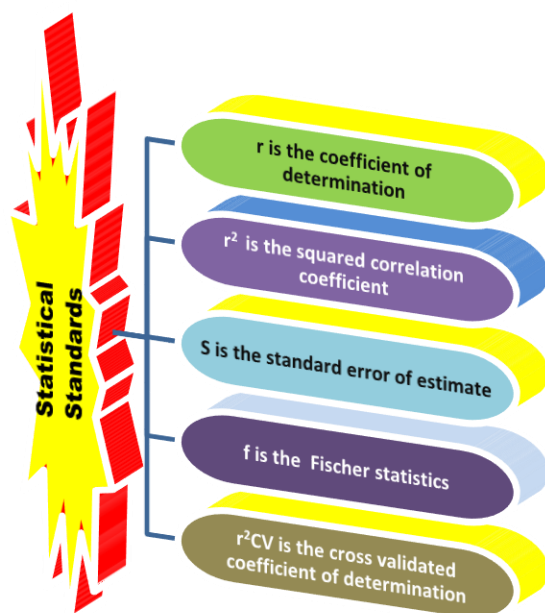 Statistical
Standards
r is the coefficient of
determination
r² is the squared correlation
coefficient
S is the standard error of estimate
f is the Fischer statistics
r²CV is the cross validated
coefficient of determination